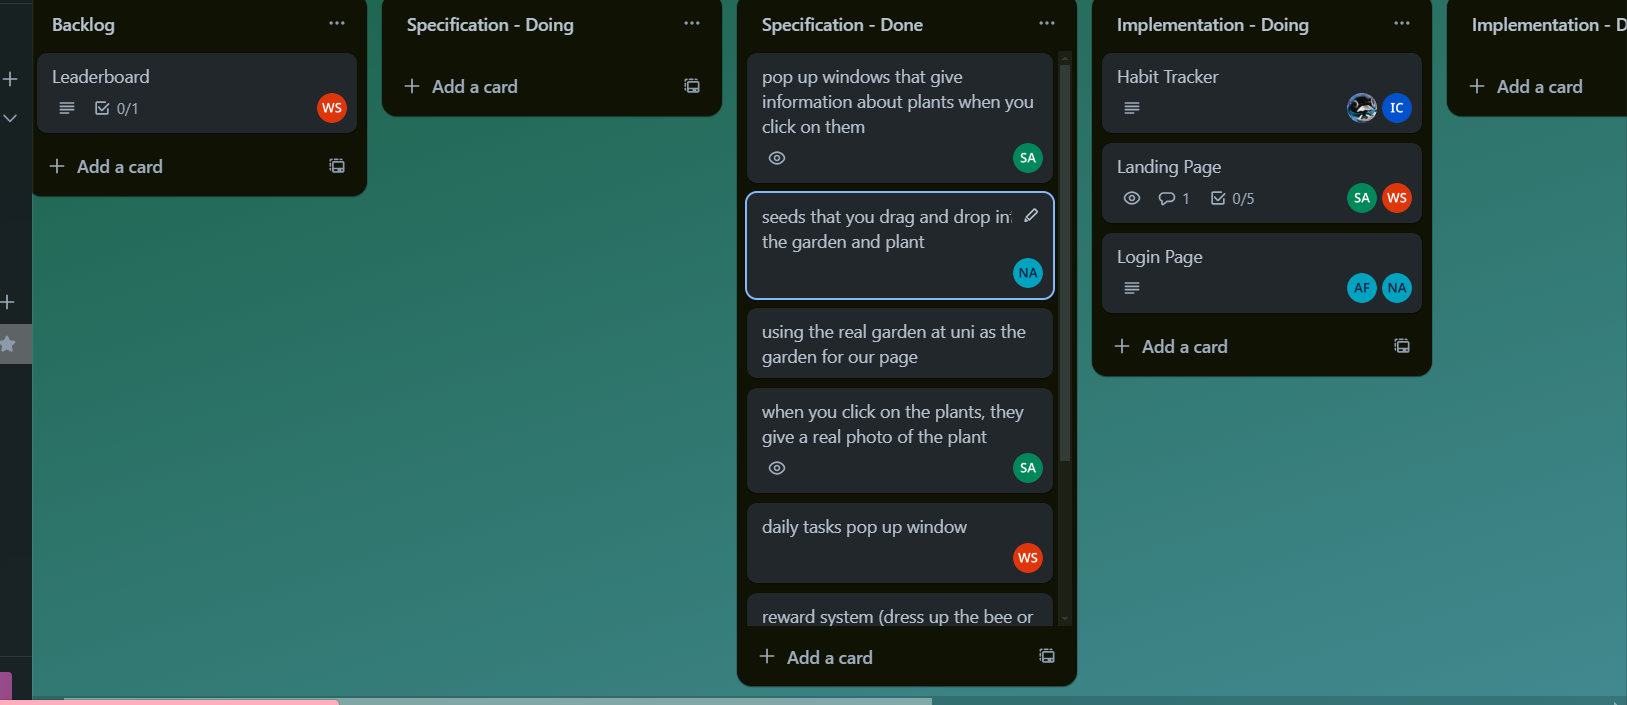 Backlog
Leaderboard
0/1
WS
Add a card
Specification - Doing
Add a card
Specification - Done
pop up windows that give
information about plants when you
click on them
SA
seeds that you drag and drop
the garden and plant
NA
using the real garden at uni as the
garden for our page
when you click on the plants, they
give a real photo of the plant
SA
daily tasks pop up window
WS
reward system (dress up the bee or
Add a card
Implementation - Doing
Habit Tracker
IC
Landing Page
1
0/5
SA
WS
Login Page
AF
NA
Add a card
Implementation - D
Add a card